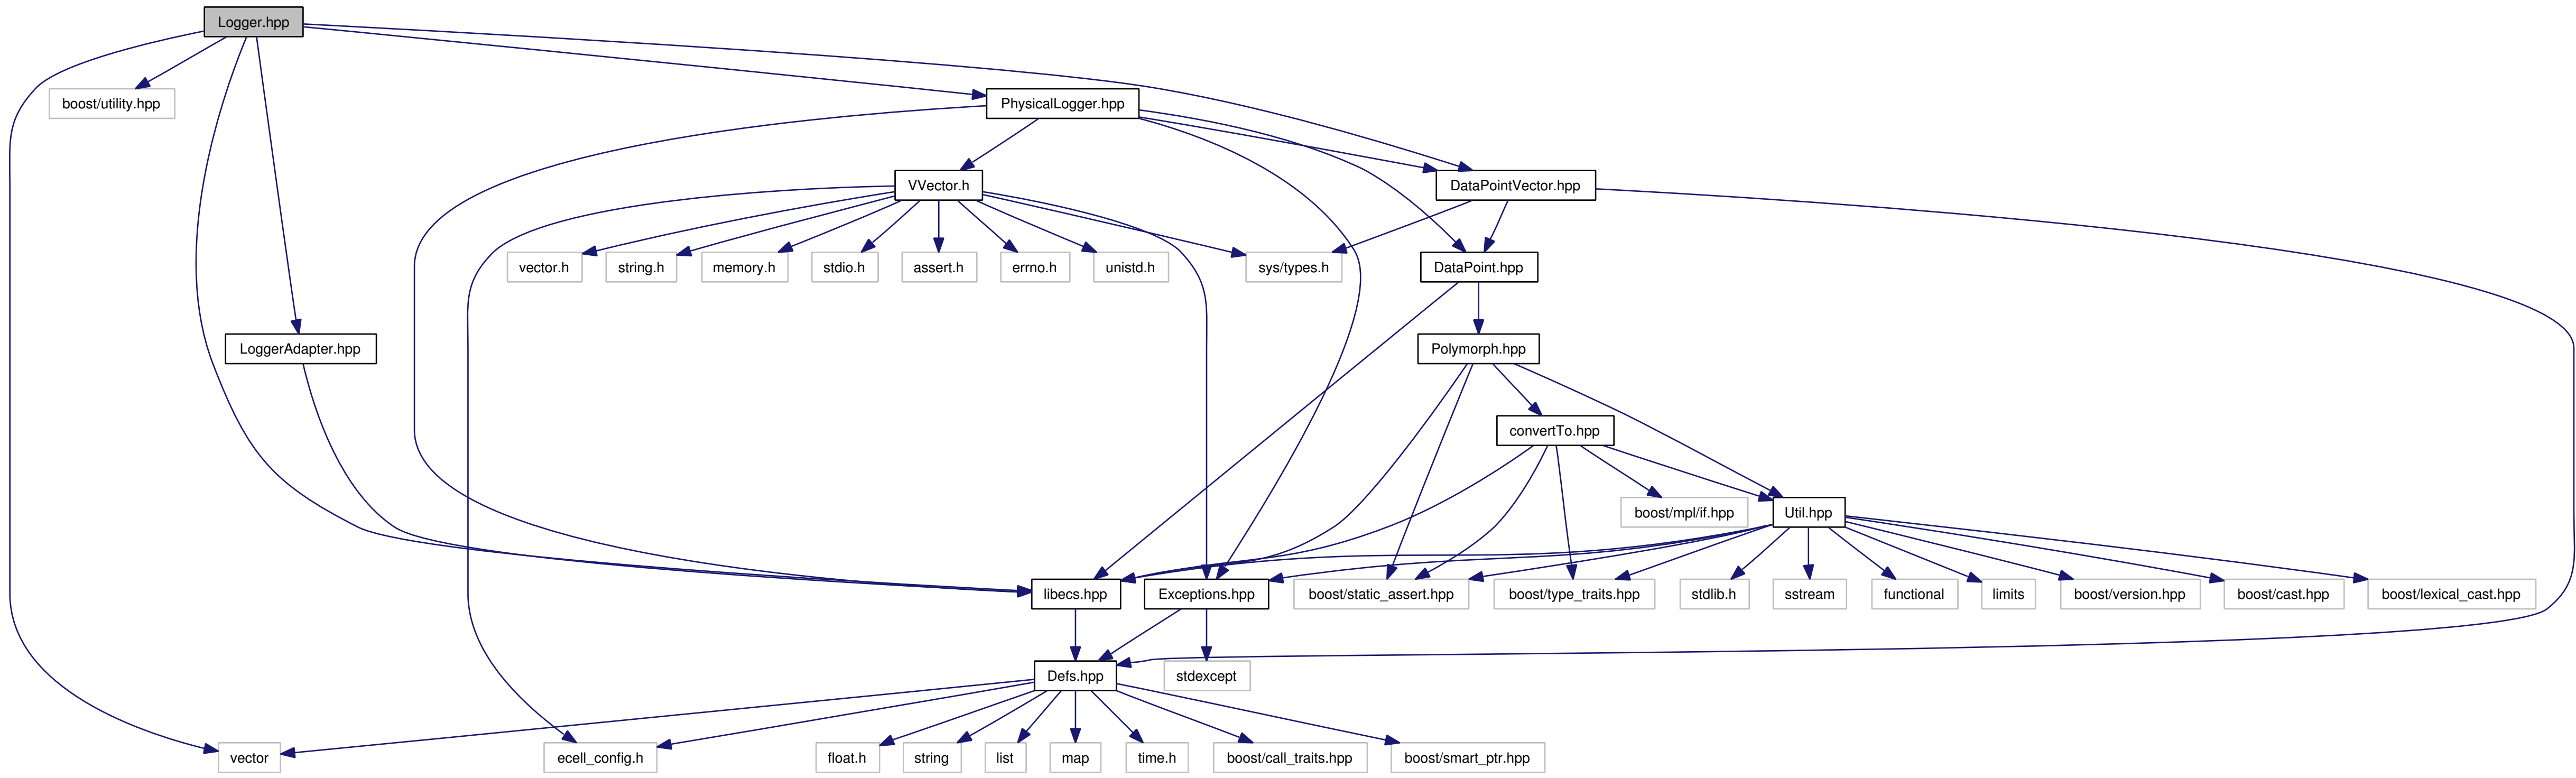 Logger.hpp
boost/utility.hpp
PhysicalLogger.hpp
VVector.h
DataPointVector.hpp
vector.h
string.h
memory.h
stdio.h
assert.h
errno.h
unistd.h
sys/types.h
DataPoint.hpp
LoggerAdapter.hpp
Polymorph.hpp
convertTo.hpp
boost/mpl/if.hpp
Util.hpp
libecs.hpp
Exceptions.hpp
boost/static_assert.hpp
boost/type_traits.hpp
stdlib.h
sstream
functional
limits
boost/version.hpp
boost/cast.hpp
boost/lexical_cast.hpp
Defs.hpp
stdexcept
vector
ecell_config.h
float.h
string
list
map
time.h
boost/call_traits.hpp
boost/smart_ptr.hpp